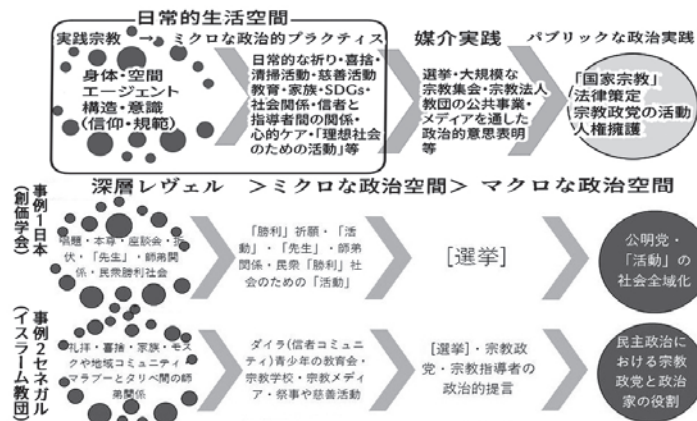 日常的生活空間
実践宗教 → ミクロな政治的プラクティス
媒介実践
パブリックな政治実践
身体・空間
エージェント
構造・意識
(信仰・規範)
日常的な祈り・喜捨・
清掃活動・慈善活動
教育・家族・SDGs・
社会関係・信者と
指導者間の関係・
心的ケア・「理想社会
のための活動」等
選挙・大規模な
宗教集会・宗教法人
教団の公共事業・
メディアを通した
政治的意思表明
等
「国家宗教」
法律策定
宗教政党の活動
人権擁護
深層レヴェル >ミクロな政治空間> マクロな政治空間
事例1日本
(創価学会)
唱題・本尊・座談会・折
伏・「先生」・師弟関
係・民衆勝利社会
「勝利」祈願・「活
動」・「先生」・師弟
関係・民衆「勝利」社
会のための「活動」
[選挙]
公明党・
「活動」の
社会全域化
事例2セネガル
(イスラーム教団)
礼拝・喜捨・家族・モス
クや地域コミュニティ・
マラブーとタリベ間の師
弟関係
ダイラ(信者コミュニ
ティ)青少年の教育会・
宗教学校・宗教メディ
ア・祭事や慈善活動
[選挙]・宗教政
党・宗教指導者の
政治的提言
民主政治に
おける宗教
政党と政治
家の役割